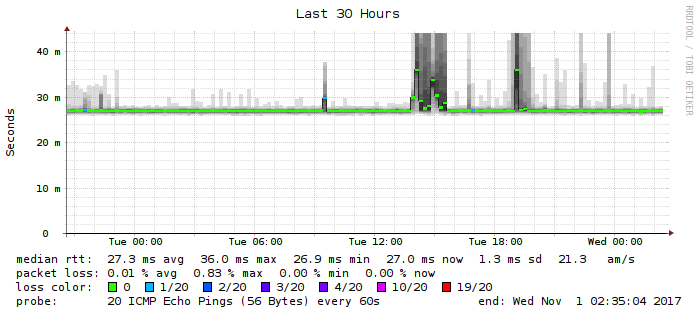 Last 30 Hours
RRDTOOL / TOBI OETIKER
Seconds
40 m
30 m
20 m
10 m
0
Tue 00:00 Tue 06:00 Tue 12:00 Tue 18:00 Wed 00:00
median rtt: 27.3 ms avg 36.0 ms max 26.9 ms min 27.0 ms now 1.3 ms sd 21.3 am/s
packet loss: 0.01 % avg 0.83 % max 0.00 % min 0.00 % now
loss color: 0 1/20 2/20 3/20 4/20 10/20 19/20
probe: 20 ICMP Echo Pings (56 Bytes) every 60s end: Wed Nov 1 02:35:04 2017